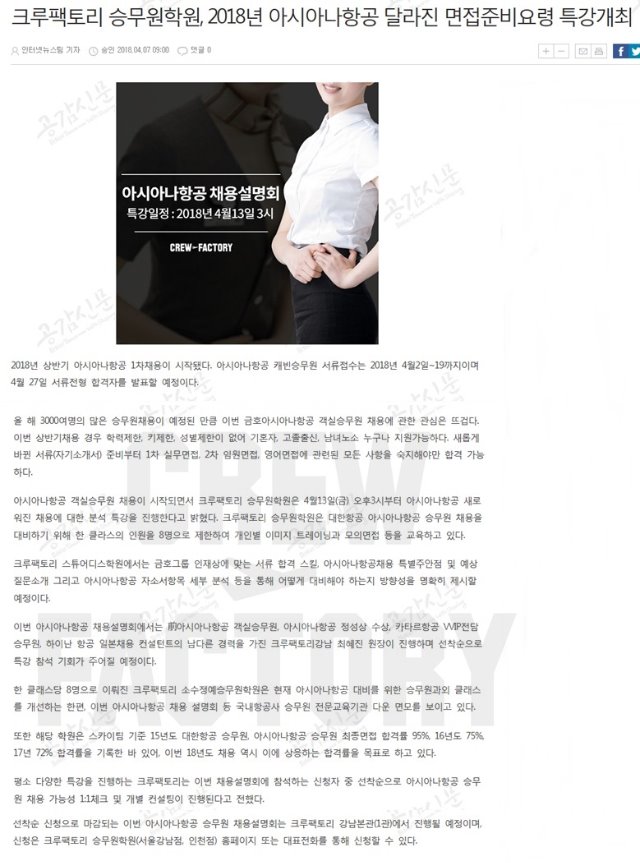 크루팩토리 승무원학원, 2018년 아시아나항공 달라진 면접준비요령 특강개최
인터넷뉴스팀 기자 승인 2018.04.07 09:00 댓글 0
아시아나항공 채용설명회
특강일정 : 2018년 4월13일 3시
CREW-FACTORY
2018년 상반기 아시아나항공 1차채용이 시작됐다. 아시아나항공 캐빈승무원 서류접수는 2018년 4월2일~19까지이며
4월 27일 서류전형 합격자를 발표할 예정이다.
올 해 3000여명의 많은 승무원채용이 예정된 만큼 이번 금호아시아나항공 객실승무원 채용에 관한 관심은 뜨겁다.
이번 상반기채용 경우 학력제한, 키제한, 성별제한이 없어 기혼자, 고졸출신, 남녀노소 누구나 지원가능하다. 새롭게
바뀐 서류(자기소개서) 준비부터 1차 실무면접, 2차 임원면접, 영어면접에 관련된 모든 사항을 숙지해야만 합격 가능
하다.
아시아나항공 객실승무원 채용이 시작되면서 크루팩토리 승무원학원은 4월13일(금) 오후3시부터 아시아나항공 새로
워진 채용에 대한 분석 특강을 진행한다고 밝혔다. 크루팩토리 승무원학원은 대한항공 아시아나항공 승무원 채용을
대비하기 위해 한 클라스의 인원을 8명으로 제한하여 개인별 이미지 트레이닝과 모의면접 등을 교육하고 있다.
크루팩토리 스튜어디스학원에서는 금호그룹 인재상에 맞는 서류 합격 스킬, 아시아나항공채용 특별주안점 및 예상
질문소개 그리고 아시아나항공 자소서항목 세부 분석 등을 통해 어떻게 대비해야 하는지 방향성을 명확히 제시할
예정이다.
이번 아시아나항공 채용설명회에서는 前아시아나항공 객실승무원, 아시아나항공 정성상 수상, 카타르항공 VVIP전담
승무원, 하이난 항공 일본채용 컨설턴트의 남다른 경력을 가진 크루팩토리강남 최혜진 원장이 진행하며 선착순으로
특강 참석 기회가 주어질 예정이다.
한 클래스당 8명으로 이뤄진 크루팩토리 소수정예승무원학원은 현재 아시아나항공 대비를 위한 승무원과외 클래스
를 개선하는 한편, 이번 아시아나항공 채용설명회 등 국내항공사 승무원 전문교육기관 다운 면모를 보이고 있다.
또한 해당 학원은 스카이팀 기준 15년도 대한항공 승무원, 아시아나항공 승무원 최종면접 합격률 95%, 16년도 75%,
17년 72% 합격률을 기록한 바 있어, 이번 18년도 채용 역시 이에 상응하는 합격률을 목표로 하고 있다.
평소 다양한 특강을 진행하는 크루팩토리는 이번 채용설명회에 참석하는 신청자 중 선착순으로 아시아나항공 승무
원 채용 가능성 1:1체크 및 개별 컨설팅이 진행된다고 전했다.
선착순 신청으로 마감되는 이번 아시아나항공 승무원 채용설명회는 크루팩토리 강남본관(1관)에서 진행될 예정이며,
신청은 크루팩토리 승무원학원(서울강남점, 인천점) 홈페이지 또는 대표전화를 통해 신청할 수 있다.
CREW
FACTORY
공감신문